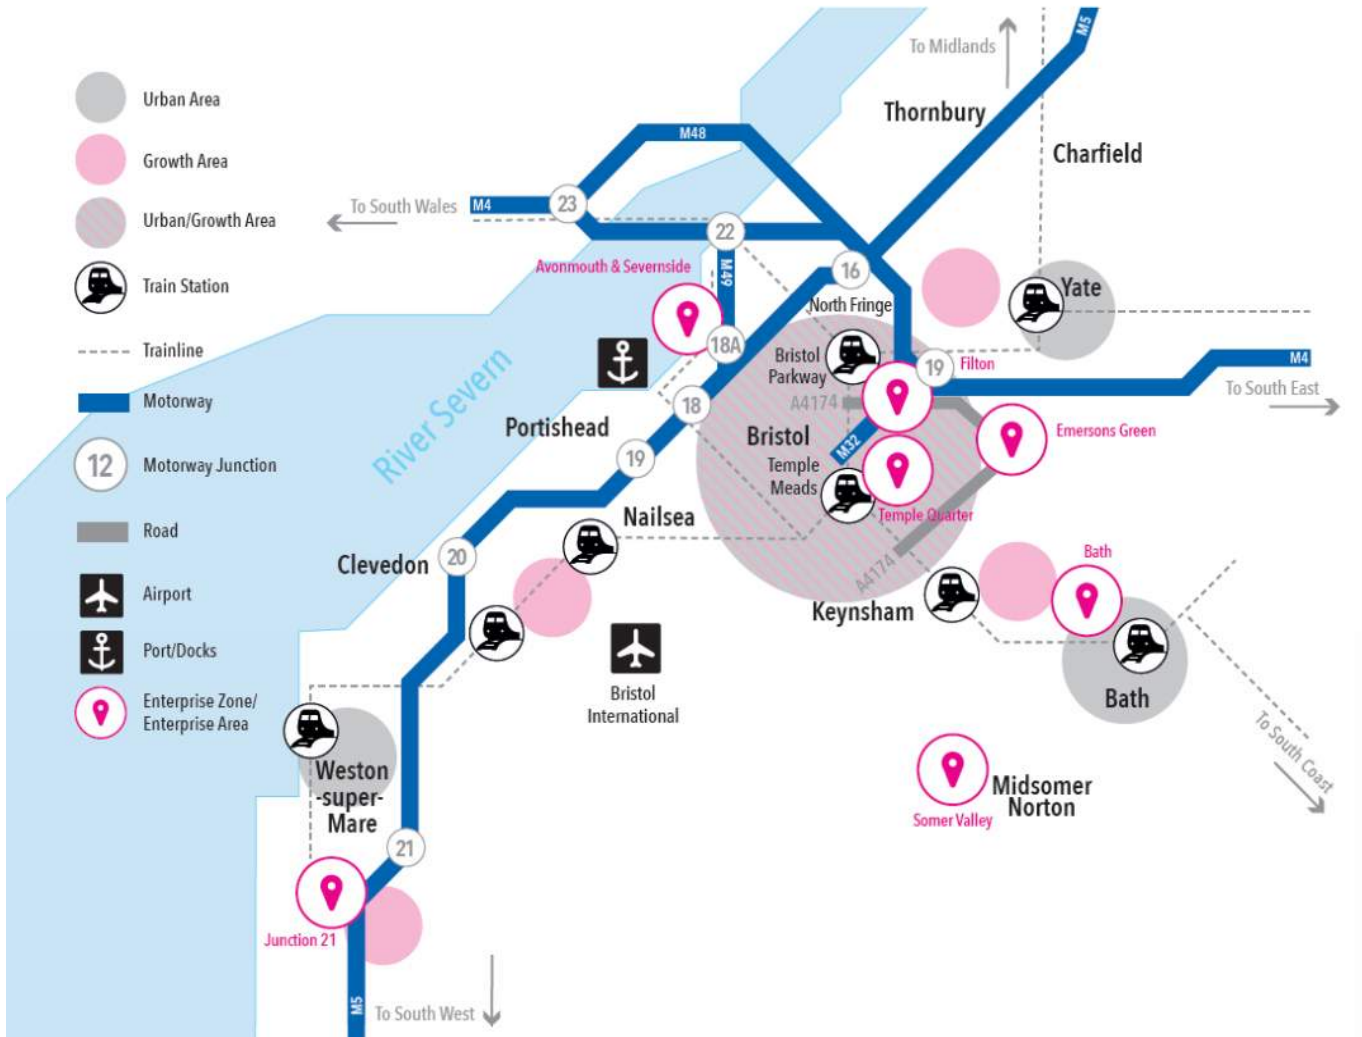 Urban Area
Growth Area
Urban/Growth Area
Train Station
Trainline
Motorway
12
Motorway Junction
Road
Airport
Port/Docks
Enterprise Zone/
Enterprise Area
To Midlands
M5
Thornbury
Charfield
M48
To South Wales
M4
23
22
Avonmouth & Severnside
M49
16
North Fringe
Yate
18A
Bristol
Parkway
19
Filton
M4
To South East
River Severn
18
A4174
Portishead
Bristol
M32
Emersons Green
19
Temple
Meads
Temple Quarter
Nailsea
Clevedon
20
A4174
Bath
Keynsham
Bristol
International
Bath
To South Coast
Weston
-super-
Mare
Midsomer
Norton
Somer Valley
21
Junction 21
M5
To South West